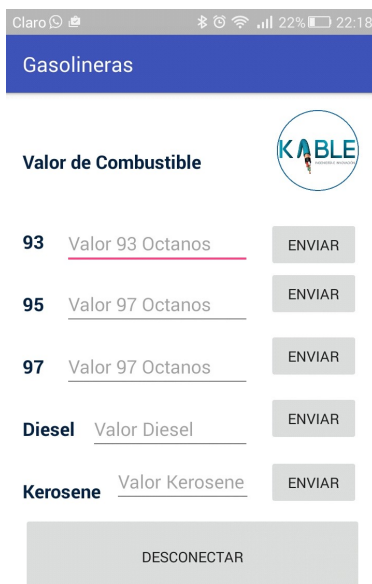 Claro 22% 22:18
Gasolineras
Valor de Combustible
KABLE
93 Valor 93 Octanos ENVIAR
95 Valor 97 Octanos ENVIAR
97 Valor 97 Octanos ENVIAR
Diesel Valor Diesel ENVIAR
Kerosene Valor Kerosene ENVIAR
DESCONECTAR